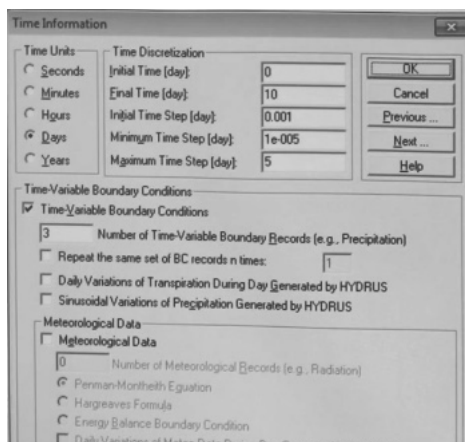 Time Information
Time Units
Seconds
Minutes
Hours
Days
Years
Time Discretization
Initial Time [day]: 0
Final Time [day]: 10
Initial Time Step [day]: 0.001
Minimum Time Step [day]: 1e-005
Maximum Time Step [day]: 5
OK
Cancel
Previous ...
Next ...
Help
Time-Variable Boundary Conditions
Time-Variable Boundary Conditions
3 Number of Time-Variable Boundary Records (e.g., Precipitation)
Repeat the same set of BC records n times: 1
Daily Variations of Transpiration During Day Generated by HYDRUS
Sinusoidal Variations of Precipitation Generated by HYDRUS
Meteorological Data
Meteorological Data
0 Number of Meteorological Records (e.g., Radiation)
Penman-Montheith Equation
Hargreaves Formula
Energy Balance Boundary Condition